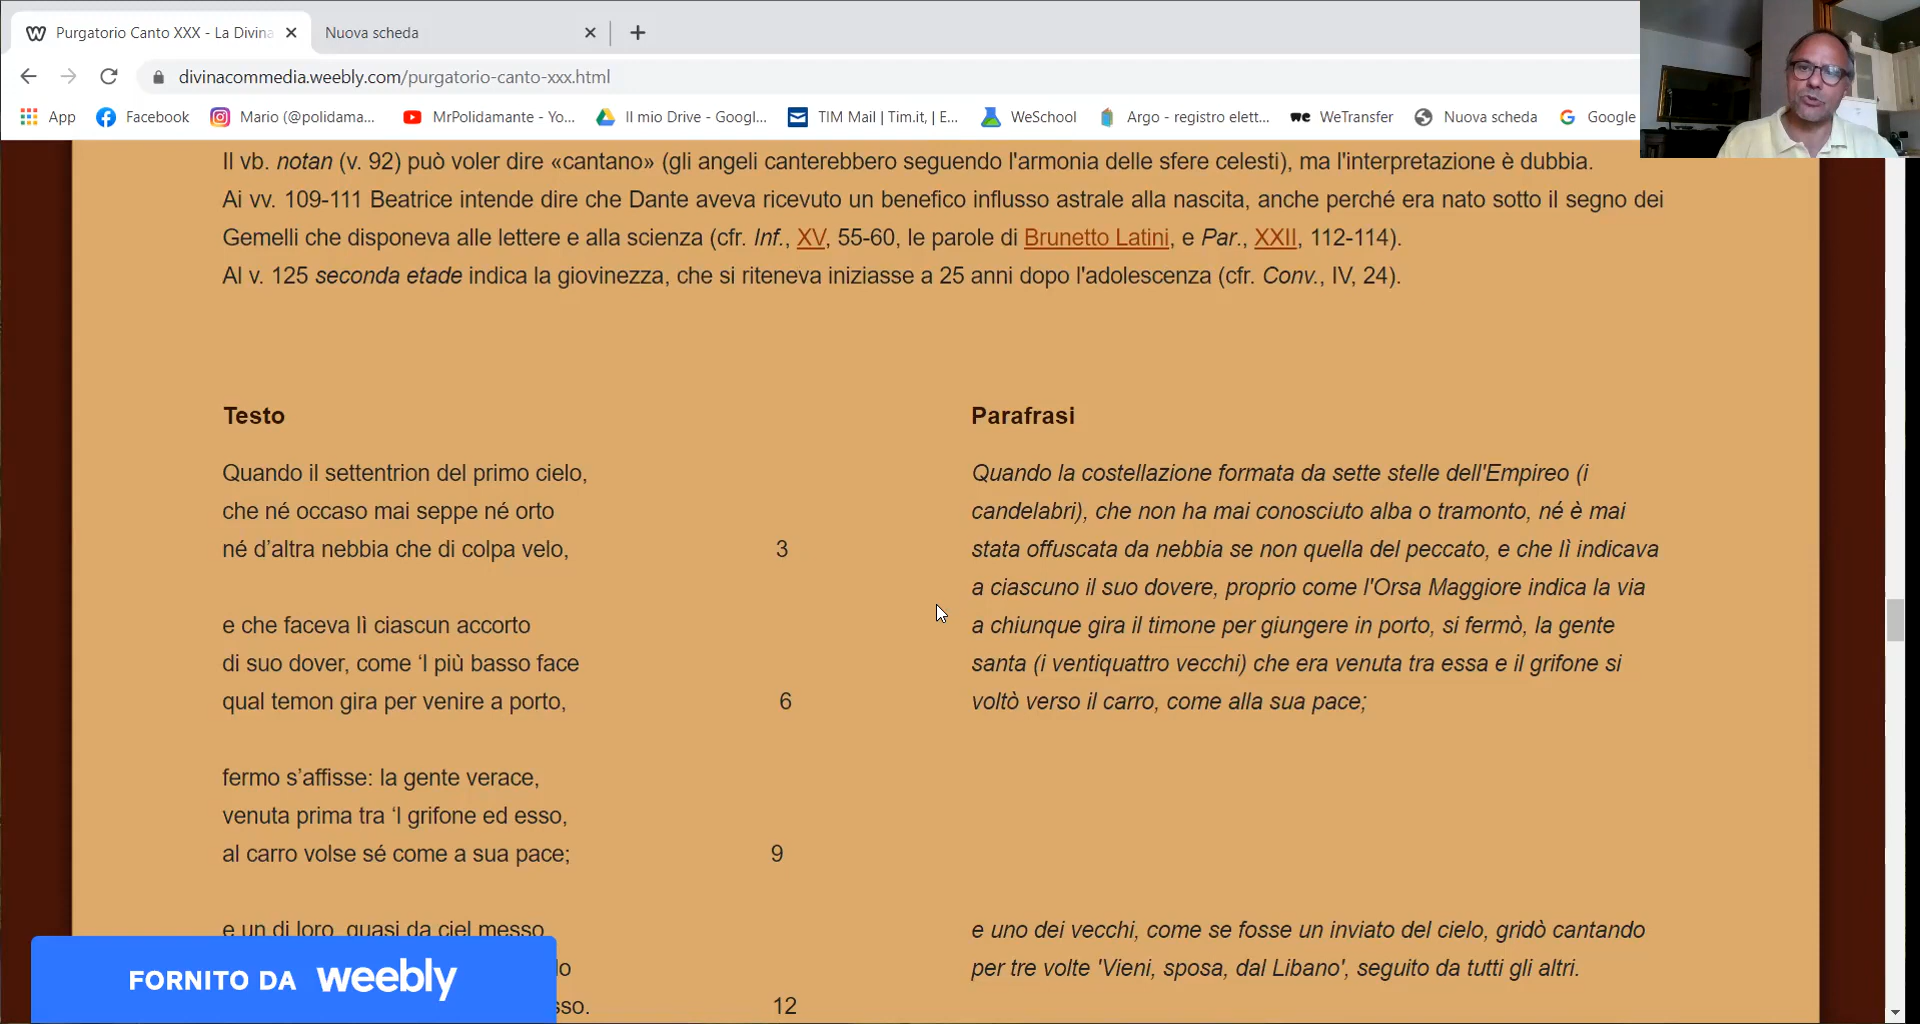 Purgatorio Canto XXX - La Divina
Nuova scheda
divinacommedia.weebly.com/purgatorio-canto-xxx.html
App Facebook Mario (@polidama... MrPolidamante - Yo... Il mio Drive - Googl... TIM Mail | Tim.it, | E... WeSchool Argo - registro elett... WeTransfer Nuova scheda Google
Il vb. notan (v. 92) può voler dire «cantano» (gli angeli canterebbero seguendo l'armonia delle sfere celesti), ma l'interpretazione è dubbia.
Ai vv. 109-111 Beatrice intende dire che Dante aveva ricevuto un benefico influsso astrale alla nascita, anche perché era nato sotto il segno dei
Gemelli che disponeva alle lettere e alla scienza (cfr. Inf., XV, 55-60, le parole di Brunetto Latini, e Par., XXII, 112-114).
Al v. 125 seconda etade indica la giovinezza, che si riteneva iniziasse a 25 anni dopo l'adolescenza (cfr. Conv., IV, 24).
Testo
Quando il settentrion del primo cielo,
che né occaso mai seppe né orto
né d’altra nebbia che di colpa velo, 3
e che faceva lì ciascun accorto
di suo dover, come ‘l più basso face
qual temon gira per venire a porto, 6
fermo s’affisse: la gente verace,
venuta prima tra ‘l grifone ed esso,
al carro volse sé come a sua pace; 9
e un di loro, quasi da ciel messo
lo
sso. 12
Parafrasi
Quando la costellazione formata da sette stelle dell'Empireo (i
candelabri), che non ha mai conosciuto alba o tramonto, né è mai
stata offuscata da nebbia se non quella del peccato, e che lì indicava
a ciascuno il suo dovere, proprio come l'Orsa Maggiore indica la via
a chiunque gira il timone per giungere in porto, si fermò, la gente
santa (i ventiquattro vecchi) che era venuta tra essa e il grifone si
voltò verso il carro, come alla sua pace;
e uno dei vecchi, come se fosse un inviato del cielo, gridò cantando
per tre volte 'Vieni, sposa, dal Libano', seguito da tutti gli altri.
FORNITO DA weebly